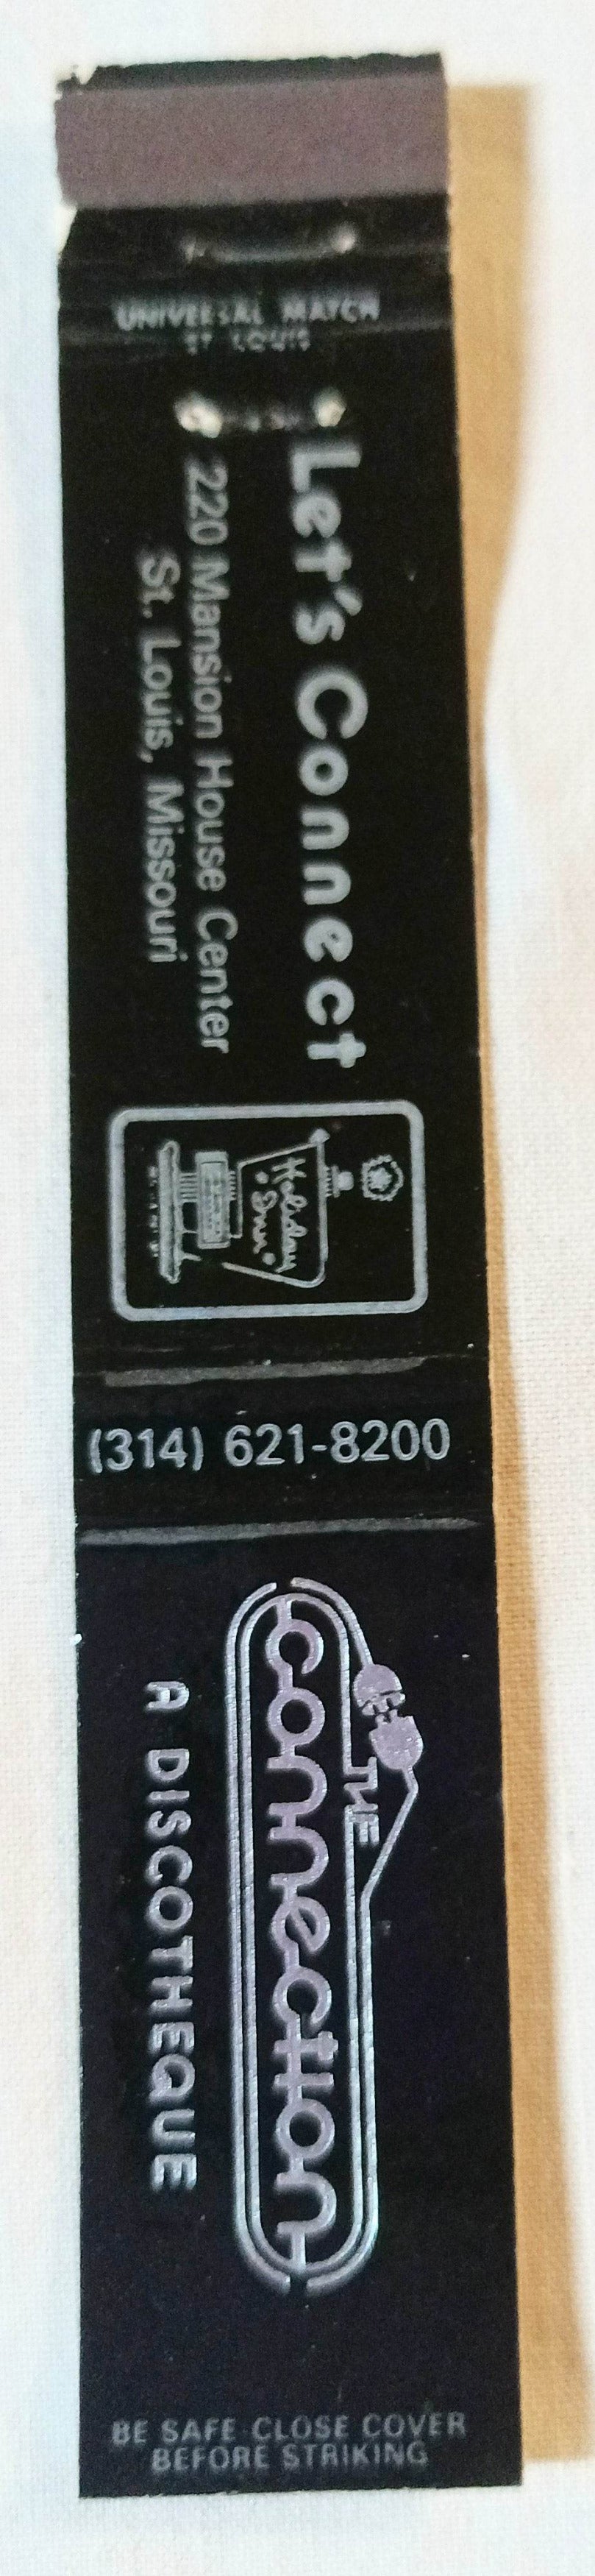 UNIVERSAL MATCH
ST LOUIS
Let's Connect
220 Mansion House Center
St. Louis, Missouri
Holiday
Inn
(314) 621-8200
THE
connection
A DISCOTHEQUE
BE SAFE-CLOSE COVER
BEFORE STRIKING